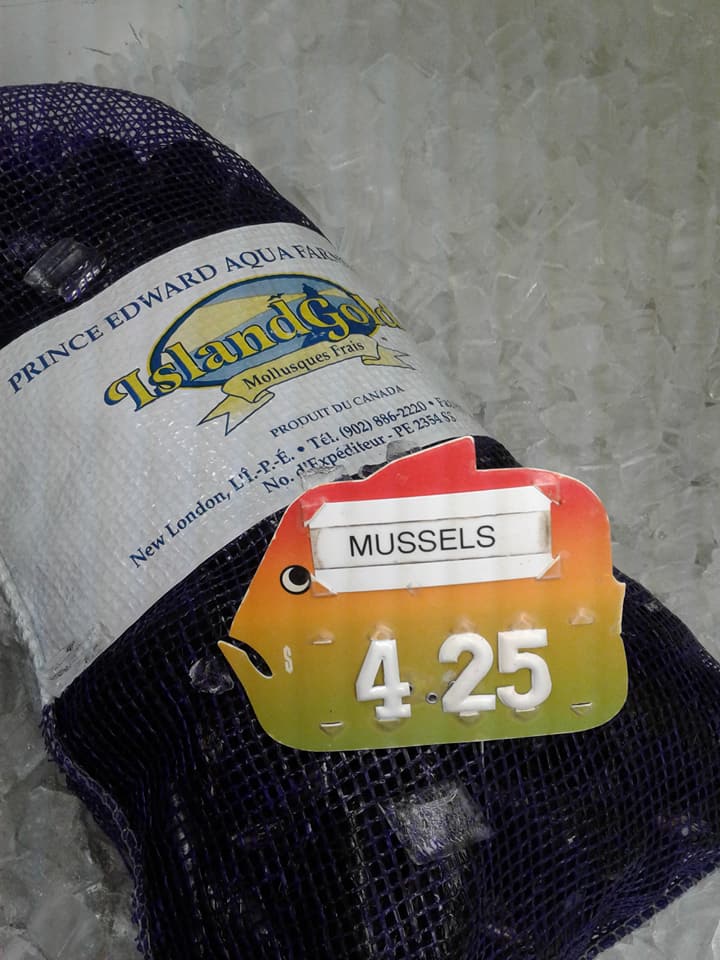 PRINCE EDWARD AQUA FARM
IslandGold
Mollusques Frais
PRODUIT DU CANADA
New London, L'Î.-P.-É. • Tél. (902) 886-2220 •
No. d'Expéditeur - PE 2354 SS
MUSSELS
$ 4.25